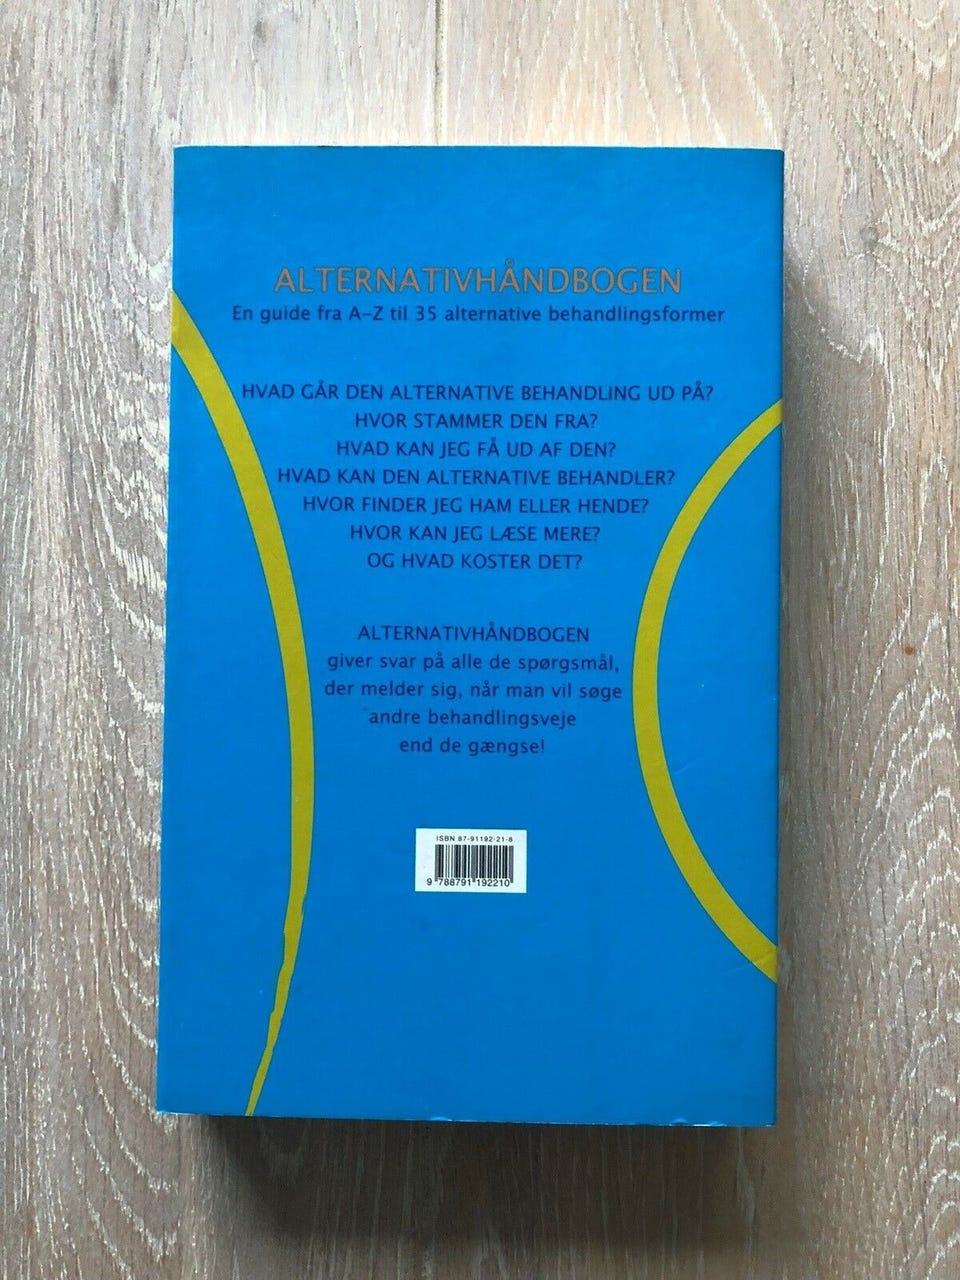 ALTERNATIVHÅNDBOGEN
En guide fra A–Z til 35 alternative behandlingsformer
HVAD GÅR DEN ALTERNATIVE BEHANDLING UD PÅ?
HVOR STAMMER DEN FRA?
HVAD KAN JEG FÅ UD AF DEN?
HVAD KAN DEN ALTERNATIVE BEHANDLER?
HVOR FINDER JEG HAM ELLER HENDE?
HVOR KAN JEG LÆSE MERE?
OG HVAD KOSTER DET?
ALTERNATIVHÅNDBOGEN
giver svar på alle de spørgsmål,
der melder sig, når man vil søge
andre behandlingsveje
end de gængse!
ISBN 87-91192-21-8
9 788791 192210